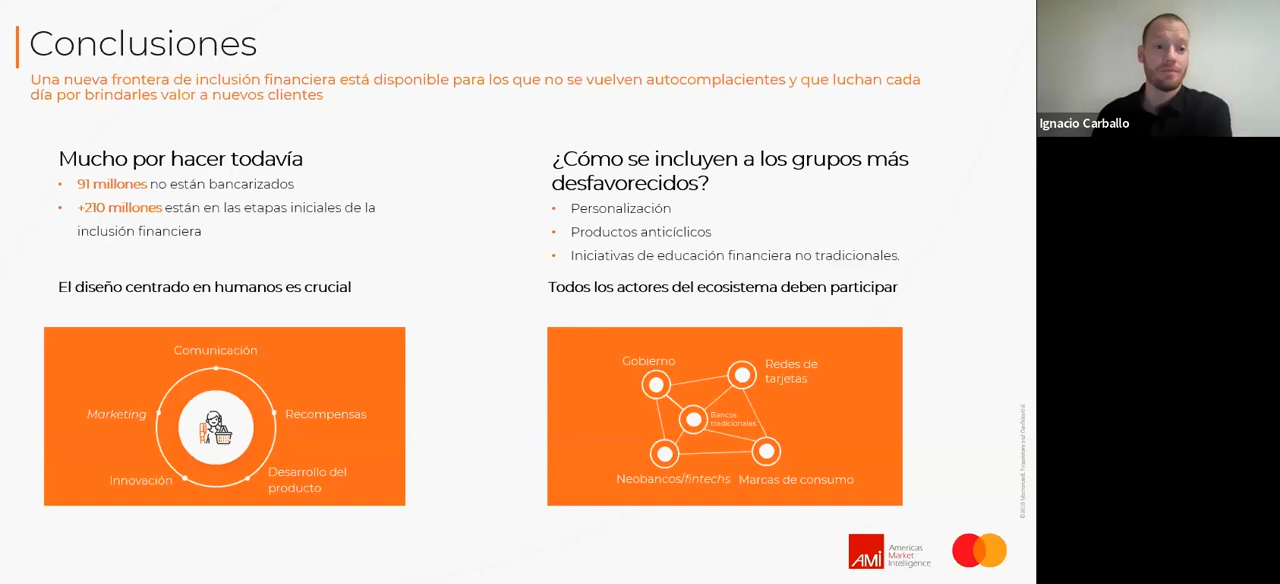 Conclusiones
Una nueva frontera de inclusión financiera está disponible para los que no se vuelven autocomplacientes y que luchan cada
día por brindarles valor a nuevos clientes
Mucho por hacer todavía
• 91 millones no están bancarizados
• +210 millones están en las etapas iniciales de la
inclusión financiera
El diseño centrado en humanos es crucial
Comunicación
Marketing
Recompensas
Innovación
Desarrollo del
producto
¿Cómo se incluyen a los grupos más
desfavorecidos?
• Personalización
• Productos anticíclicos
• Iniciativas de educación financiera no tradicionales.
Todos los actores del ecosistema deben participar
Gobierno
Redes de
tarjetas
Bancos
tradicionales
Neobancos/fintechs
Marcas de consumo
AMI
Americas
Market
Intelligence
Ignacio Carballo